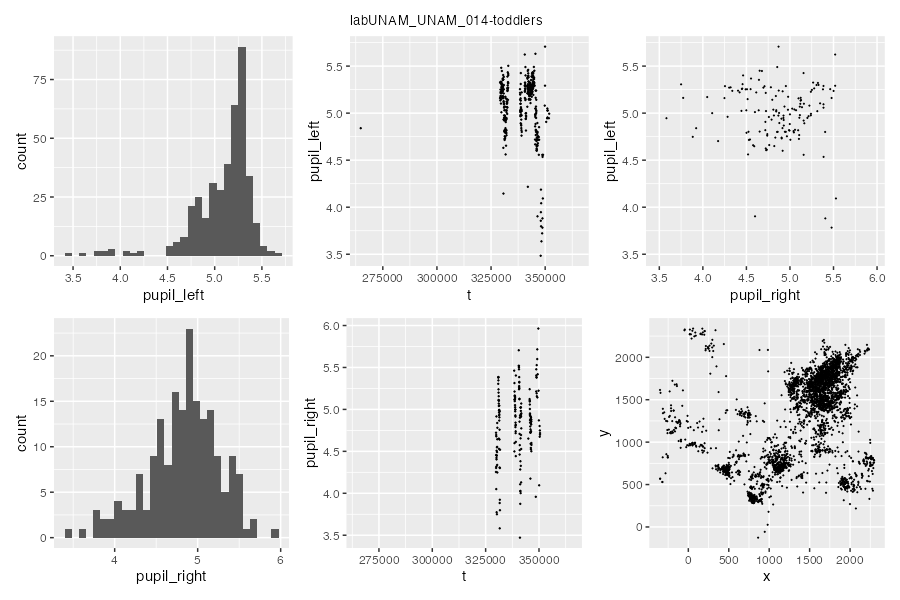 labUNAM_UNAM_014-toddlers
count
75
50
25
0
3.5 4.0 4.5 5.0 5.5
pupil_left
pupil_left
5.5
5.0
4.5
4.0
3.5
275000 300000 325000 350000
t
pupil_left
5.5
5.0
4.5
4.0
3.5
3.5 4.0 4.5 5.0 5.5 6.0
pupil_right
count
20
15
10
5
0
4 5 6
pupil_right
pupil_right
6.0
5.5
5.0
4.5
4.0
3.5
275000 300000 325000 350000
t
y
2000
1500
1000
500
0
0 500 1000 1500 2000
x